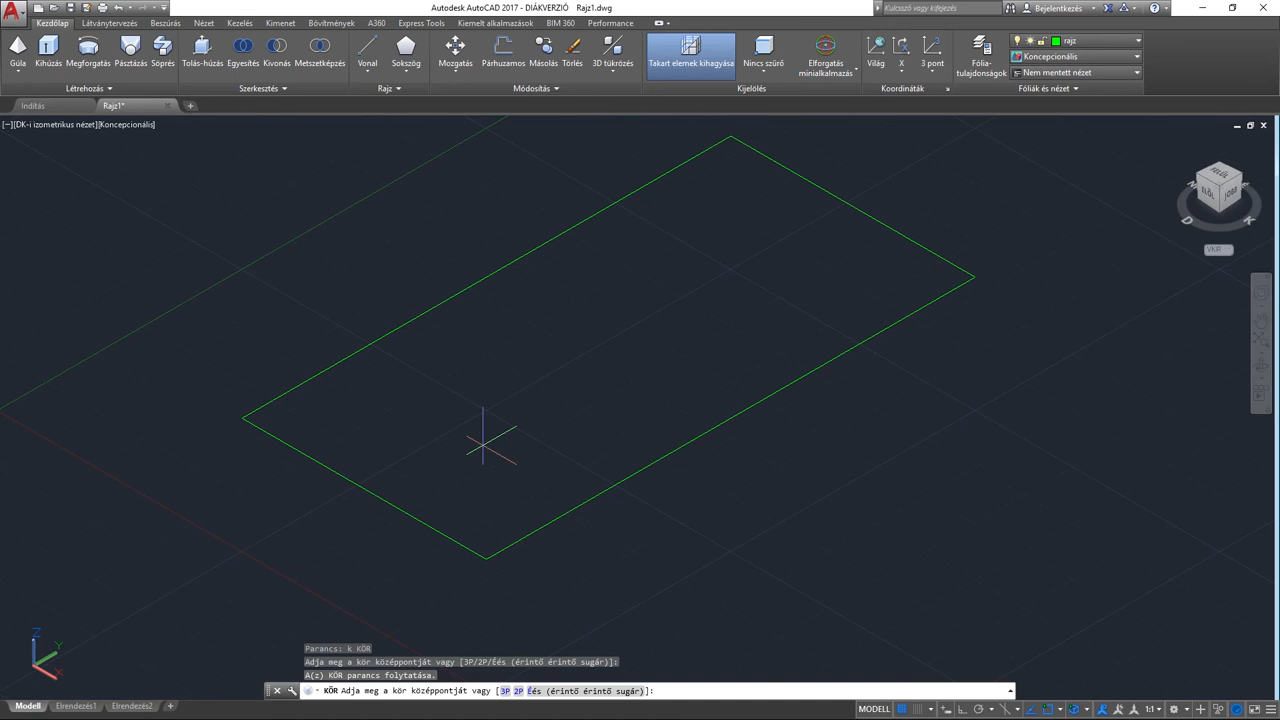 Autodesk AutoCAD 2017 - DIÁKVERZIÓ Rajz1.dwg
Kulcsszó vagy kifejezés
Bejelentkezés
Kezdőlap Látványtervezés Beszúrás Nézet Kezelés Kimenet Bővítmények A360 Express Tools Kiemelt alkalmazások BIM 360 Performance
Gúla Kihúzás Megforgatás Pásztázás Söprés Tolás-húzás Egyesítés Kivonás Metszetképzés Vonal Sokszög Mozgatás Párhuzamos Másolás Törlés 3D tükrözés Takart elemek kihagyása Nincs szűrő Elforgatás minialkalmazás Világ X 3 pont Fólia-tulajdonságok
rajz
Koncepcionális
Nem mentett nézet
Létrehozás Szerkesztés Rajz Módosítás Kijelölés Koordináták Fóliák és nézet
Indítás Rajz1*
[−][DK-i izometrikus nézet][Koncepcionális]
ELÖL JOBB
D K
VKIR
Z
Y
X
Parancs: k KÖR
Adja meg a kör középpontját vagy [3P/2P/Éés (érintő érintő sugár)]:
A(z) KÖR parancs folytatása.
KÖR Adja meg a kör középpontját vagy [3P 2P Éés (érintő érintő sugár)]:
Modell Elrendezés1 Elrendezés2 +
MODELL
1:1